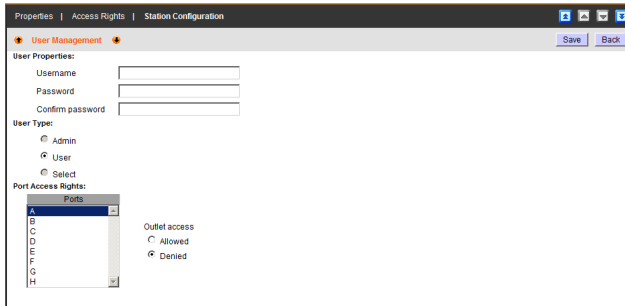 Properties | Access Rights | Station Configuration
User Management
Save
Back
User Properties:
Username
Password
Confirm password
User Type:
Admin
User
Select
Port Access Rights:
Ports
A
B
C
D
E
F
G
H
Outlet access
Allowed
Denied